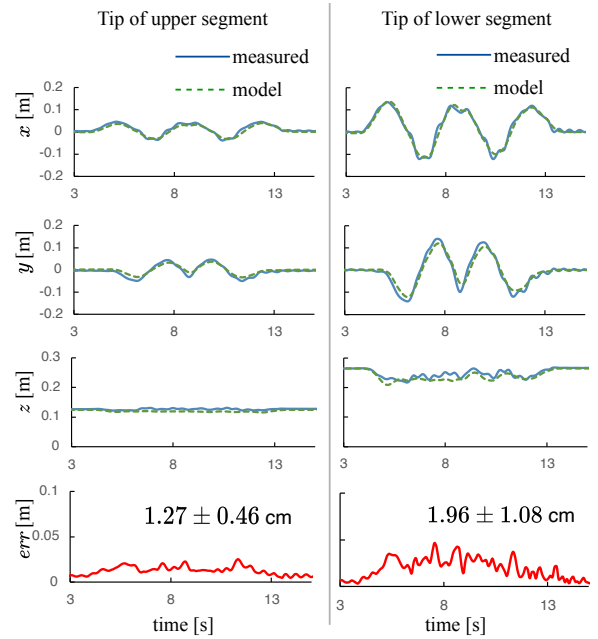 Tip of upper segment
Tip of lower segment
measured
model
measured
model
x [m]
0.2
0.1
0
-0.1
-0.2
3
8
13
3
8
13
y [m]
0.2
0.1
0
-0.1
-0.2
3
8
13
3
8
13
z [m]
0.3
0.2
0.1
0
3
8
13
3
8
13
err [m]
0.1
0.05
0
1.27 ± 0.46 cm
1.96 ± 1.08 cm
3
8
13
3
8
13
time [s]
time [s]